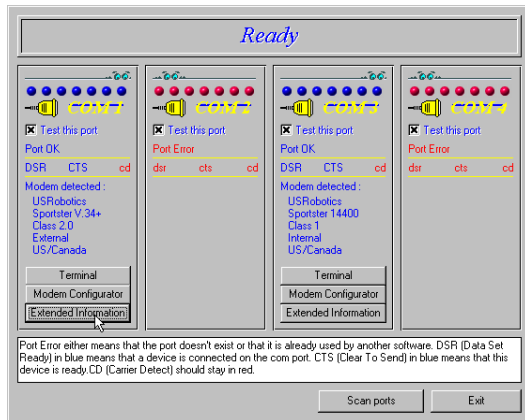 Ready
COM 1
Test this port
Port OK
DSR CTS cd
Modem detected :
USRobotics
Sportster V.34+
Class 2.0
External
US/Canada
Terminal
Modem Configurator
Extended Information
COM 2
Test this port
Port Error
dsr cts cd
COM 3
Test this port
Port OK
DSR CTS cd
Modem detected :
USRobotics
Sportster 14400
Class 1
Internal
US/Canada
Terminal
Modem Configurator
Extended Information
COM 4
Test this port
Port Error
dsr cts cd
Port Error either means that the port doesn't exist or that it is already used by another software. DSR (Data Set
Ready) in blue means that a device is connected on the com port. CTS (Clear To Send) in blue means that this
device is ready.CD (Carrier Detect) should stay in red.
Scan ports
Exit